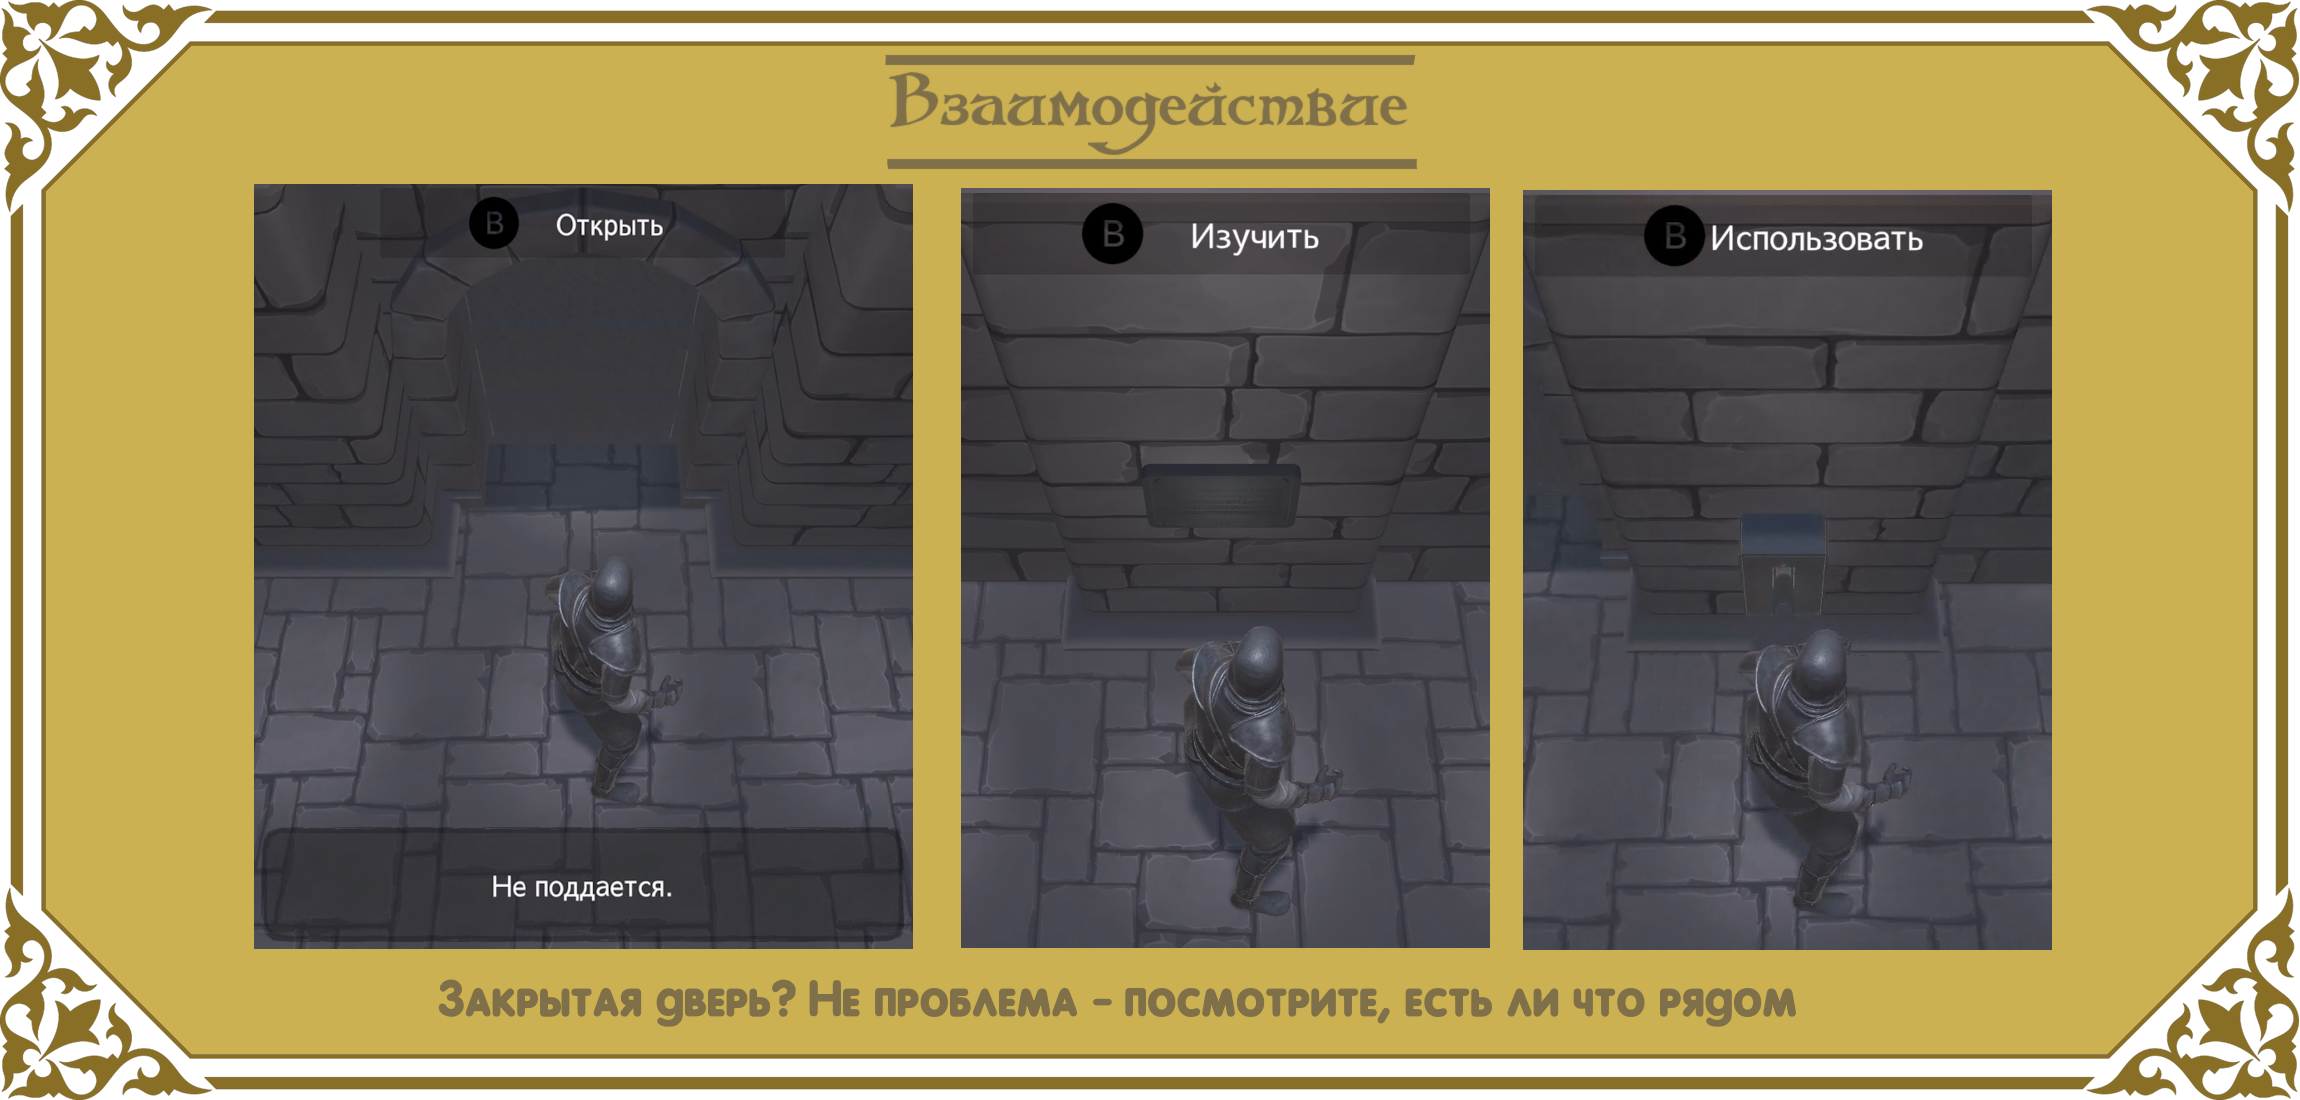 Взаимодействие
B Открыть
Не поддается.
B Изучить
B Использовать
Закрытая дверь? Не проблема - посмотрите, есть ли что рядом